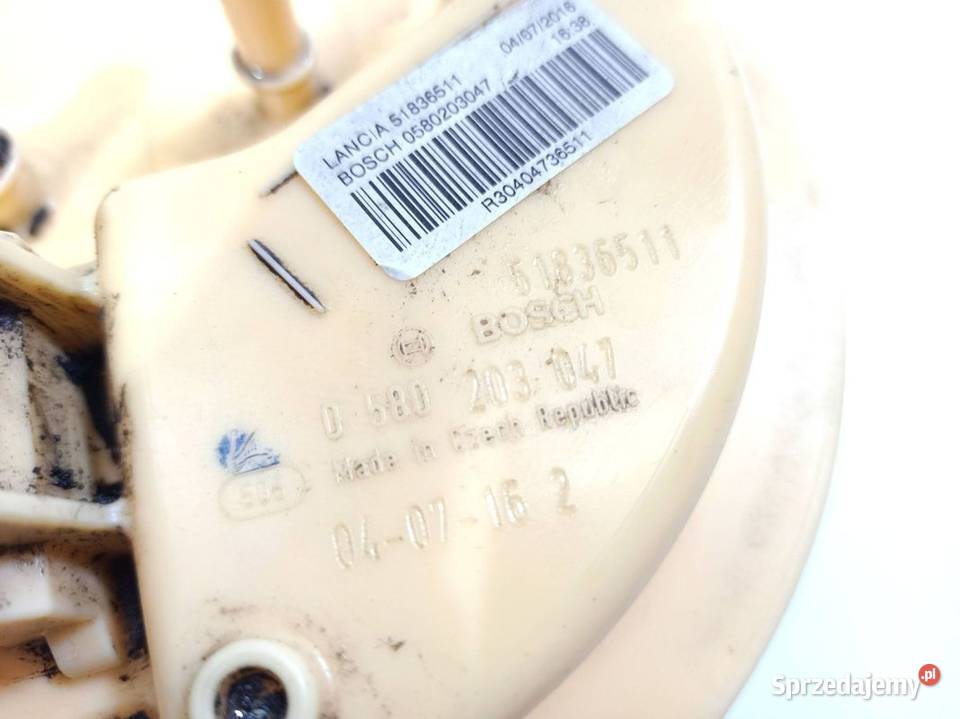 LANCIA 51836511 04/07/2016
BOSCH 0580203047 16:38
R30404736511
51836511
BOSCH
0 580 203 047
Made in Czech Republic
04-07-16 2
Sprzedajemy.pl